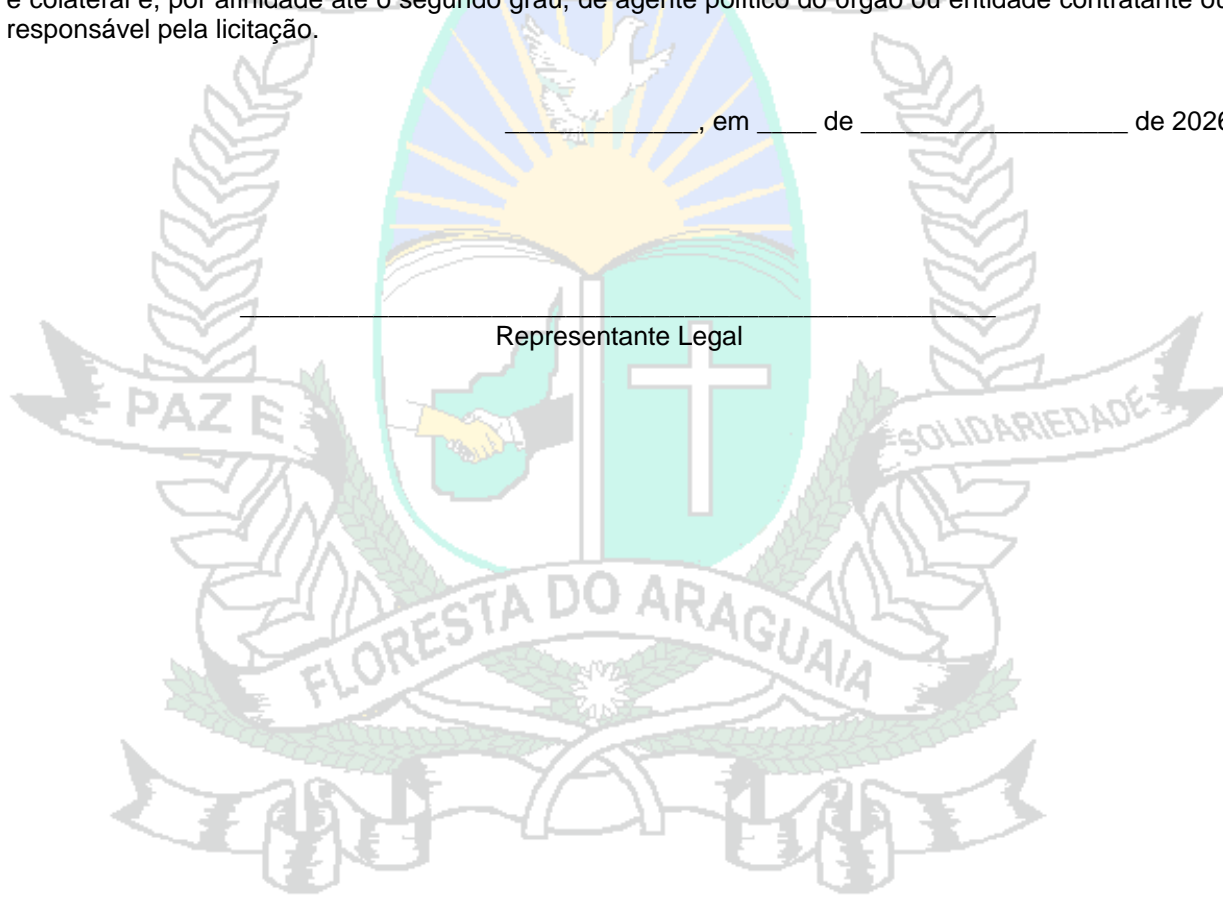 e colateral e, por afinidade até o segundo grau, de agente político do órgão ou entidade contratante ou
responsável pela licitação.
_____________, em ____ de __________________ de 2026
___________________________________________________
Representante Legal
PAZ E
SOLIDARIEDADE
FLORESTA DO ARAGUAIA